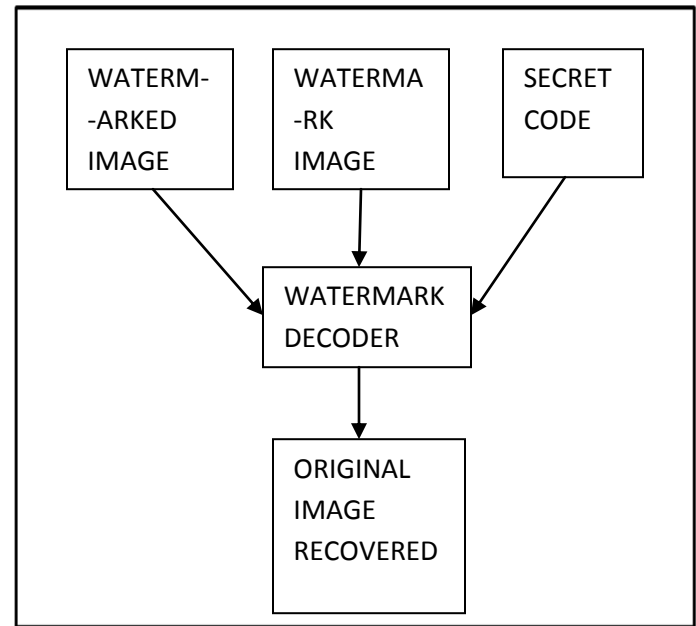 WATERM-
-ARKED
IMAGE
WATERMA
-RK
IMAGE
SECRET
CODE
WATERMARK
DECODER
ORIGINAL
IMAGE
RECOVERED